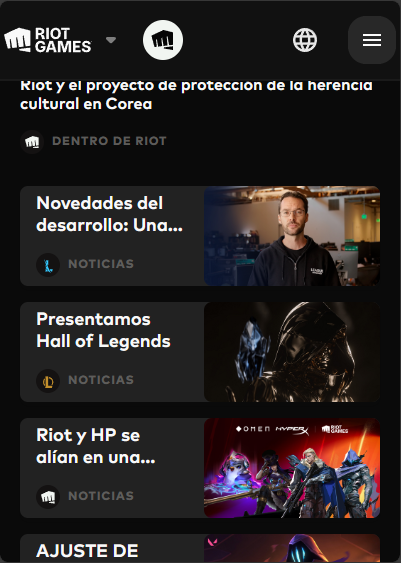 RIOT
GAMES
Riot y el proyecto de protección de la herencia
cultural en Corea
DENTRO DE RIOT
Novedades del
desarrollo: Una...
NOTICIAS
Presentamos
Hall of Legends
NOTICIAS
Riot y HP se
alían en una...
NOTICIAS
OMEN HYPERX RIOT
GAMES
AJUSTE DE